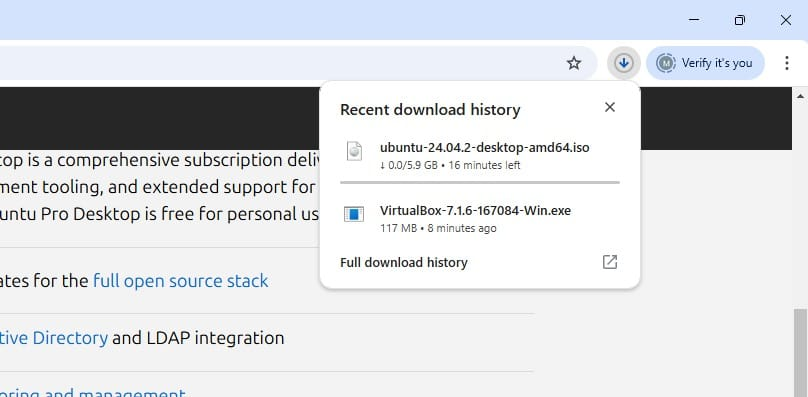 M Verify it's you
Recent download history
ubuntu-24.04.2-desktop-amd64.iso
↓ 0.0/5.9 GB • 16 minutes left
VirtualBox-7.1.6-167084-Win.exe
117 MB • 8 minutes ago
Full download history
top is a comprehensive subscription deliv
ment tooling, and extended support for
untu Pro Desktop is free for personal us
ates for the full open source stack
tive Directory and LDAP integration
oring and management